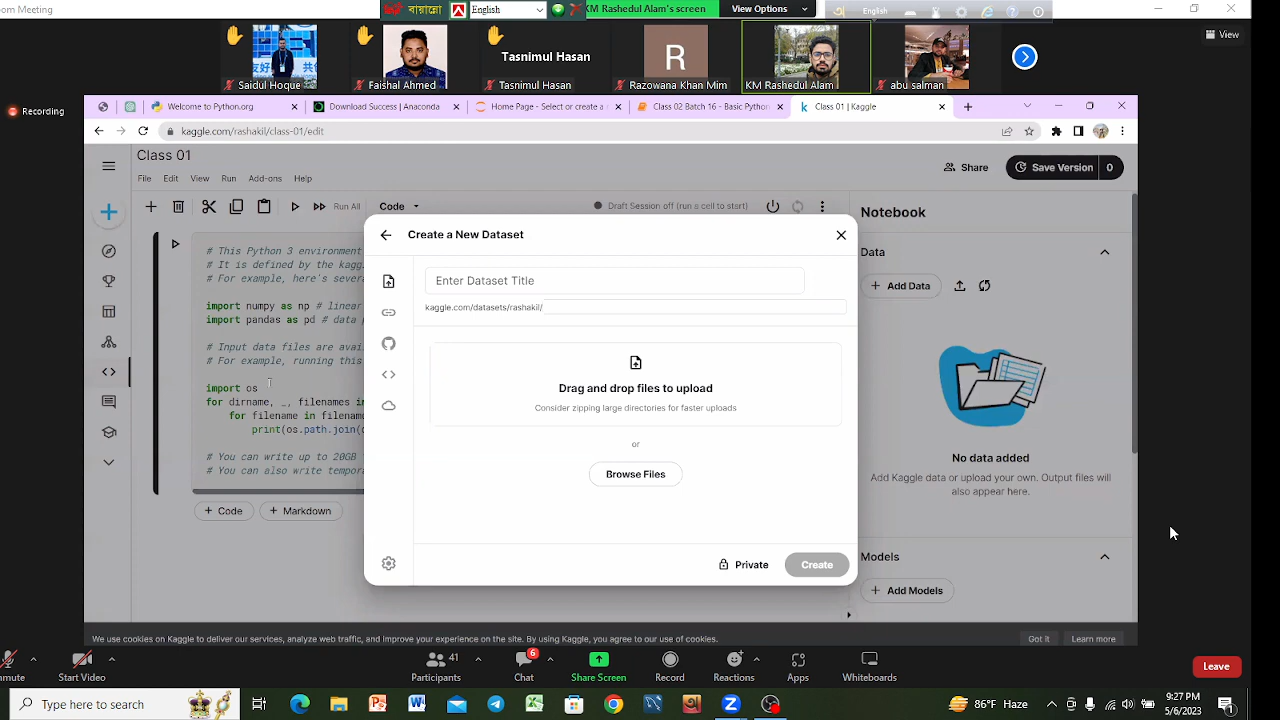 oom Meeting
বাংলায়
English
KM Rashedul Alam's screen
View Options
English
Saidul Hoque
Faishal Ahmed
Tasnimul Hasan
Tasnimul Hasan
R
Razowana Khan Min
KM Rashedul Alam
abu salman
View
Recording
Welcome to Python.org
Download Success | Anaconda
Home Page - Select or create a
Class 02 Batch 16 - Basic Python
Class 01 | Kaggle
kaggle.com/rashakil/class-01/edit
Class 01
File Edit View Run Add-ons Help
Share
Save Version 0
Run All
Code
Draft Session off (run a cell to start)
Notebook
Data
Add Data
# This Python 3 environment
# It is defined by the kagg
# For example, here's severa
import numpy as np # linear
import pandas as pd # data p
# Input data files are avai
# For example, running this
import os
for dirname, _, filenames in
for filename in filenam
print(os.path.join(
# You can write up to 20GB
# You can also write tempor
+ Code
+ Markdown
Create a New Dataset
Enter Dataset Title
kaggle.com/datasets/rashakil/
Drag and drop files to upload
Consider zipping large directories for faster uploads
or
Browse Files
Private
Create
No data added
Add Kaggle data or upload your own. Output files will
also appear here.
Models
Add Models
We use cookies on Kaggle to deliver our services, analyze web traffic, and improve your experience on the site. By using Kaggle, you agree to our use of cookies.
Got it
Learn more
mute
Start Video
41
Participants
6
Chat
Share Screen
Record
Reactions
Apps
Whiteboards
Leave
Type here to search
86°F Haze
9:27 PM
5/6/2023
1